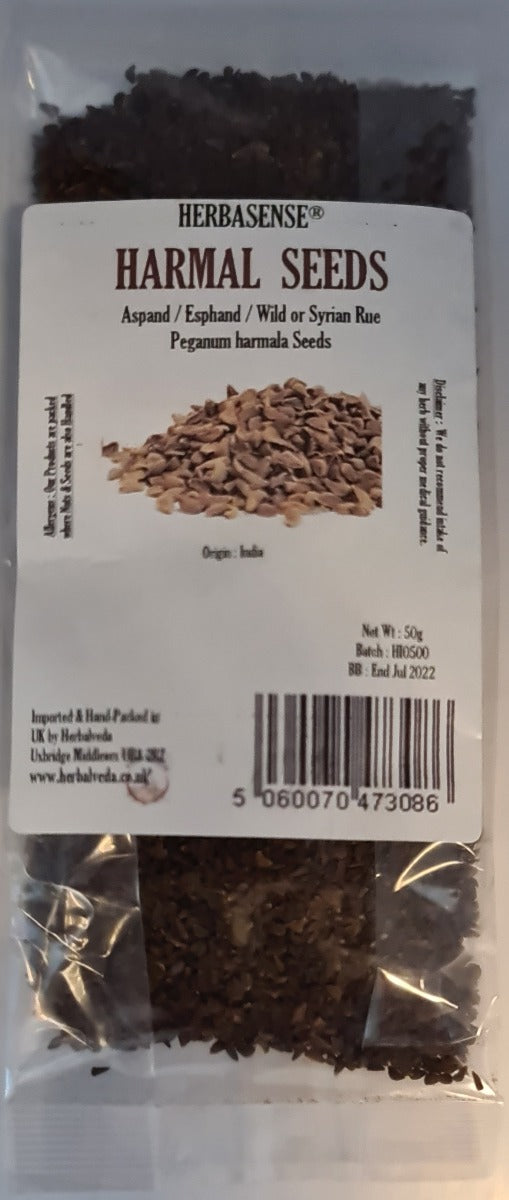 HERBASENSE®
HARMAL SEEDS
Aspand / Esphand / Wild or Syrian Rue
Peganum harmala Seeds
Allergens : Our Products are packed
where Nuts & Seeds are also Handled
Disclaimer : We do not recommend intake of
any herb without proper medical guidance.
Origin : India
Net Wt : 50g
Batch : HI0500
BB : End Jul 2022
Imported & Hand-Packed in
UK by Herbalveda
Uxbridge Middlesex
www.herbalveda.co.uk
5 060070 473086